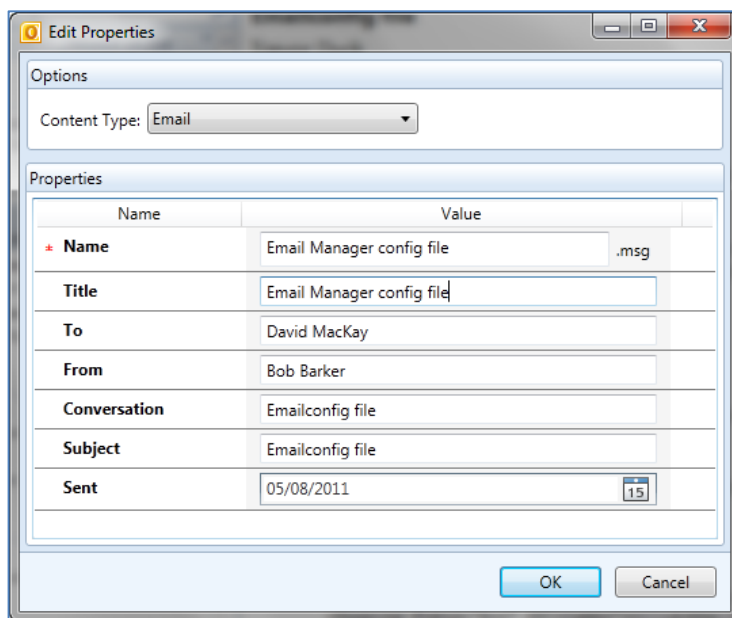 Edit Properties
Options
Content Type: Email
Properties
Name Value
* Name Email Manager config file .msg
Title Email Manager config file
To David MacKay
From Bob Barker
Conversation Emailconfig file
Subject Emailconfig file
Sent 05/08/2011 15
OK Cancel